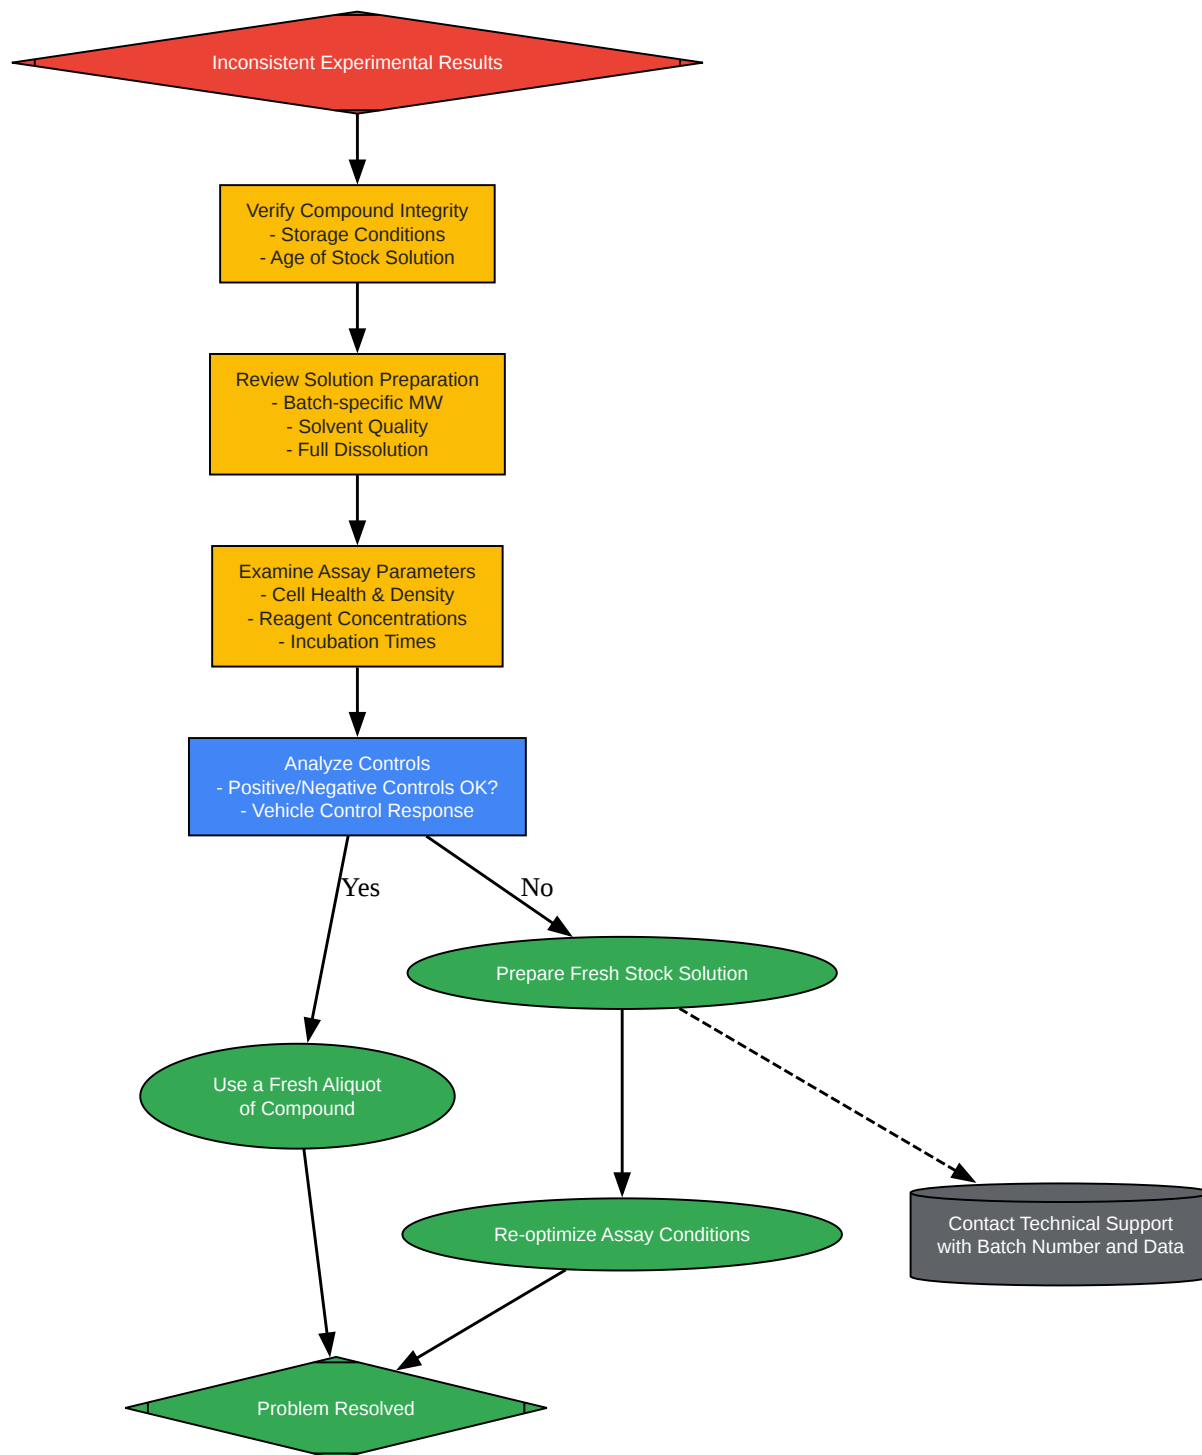 Inconsistent Experimental Results
Verify Compound Integrity
- Storage Conditions
- Age of Stock Solution
Review Solution Preparation
- Batch-specific MW
- Solvent Quality
- Full Dissolution
Examine Assay Parameters
- Cell Health & Density
- Reagent Concentrations
- Incubation Times
Analyze Controls
- Positive/Negative Controls OK?
- Vehicle Control Response
Yes
No
Prepare Fresh Stock Solution
Use a Fresh Aliquot
of Compound
Contact Technical Support
with Batch Number and Data
Re-optimize Assay Conditions
Problem Resolved